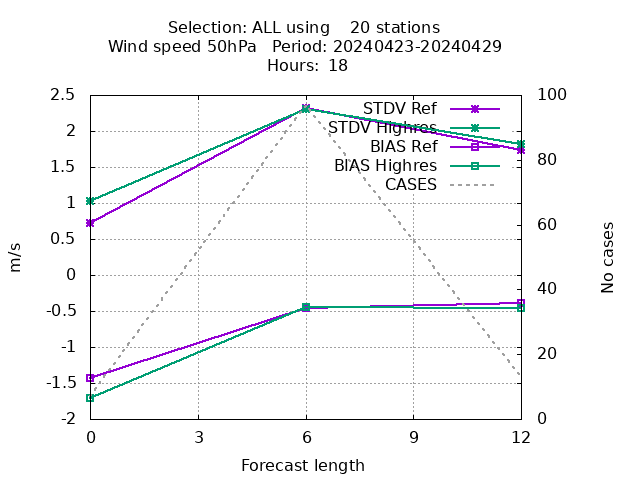 Selection: ALL using    20 stations
Wind speed 50hPa   Period: 20240423-20240429
Hours: 18
2.5
2
1.5
1
0.5
0
-0.5
-1
-1.5
-2
m/s
100
80
60
40
20
0
No cases
STDV Ref
STDV Highres
BIAS Ref
BIAS Highres
CASES
0
3
6
9
12
Forecast length